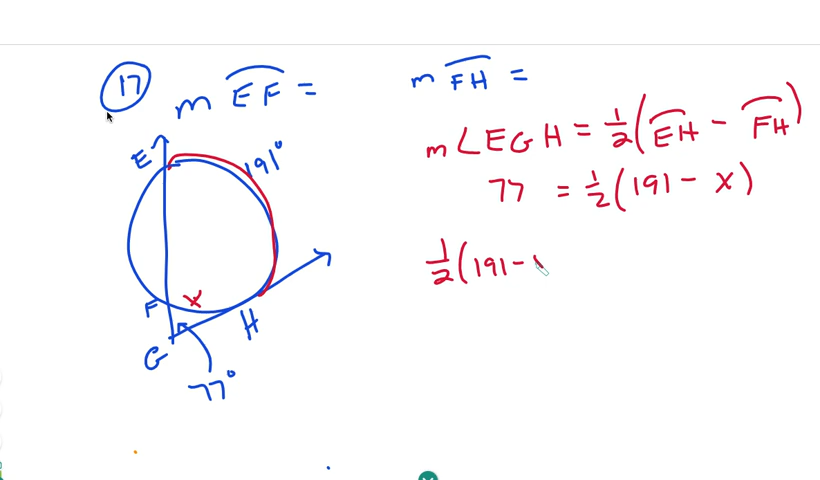 17 m EF =
m FH =
m∠EGH = 1/2(EH − FH)
77 = 1/2(191 − x)
1/2(191 −
E
191°
F
x
H
G
77°